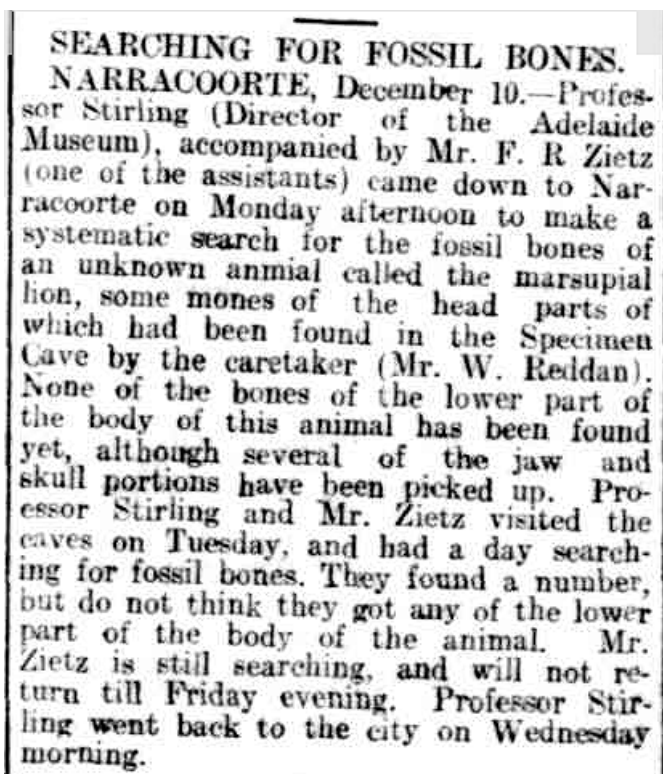 SEARCHING FOR FOSSIL BONES.
NARRACOORTE, December 10.—Profes-
sor Stirling (Director of the Adelaide
Museum), accompanied by Mr. F. R Zietz
(one of the assistants) came down to Nar-
racoorte on Monday afternoon to make a
systematic search for the fossil bones of
an unknown anmial called the marsupial
lion, some mones of the head parts of
which had been found in the Specimen
Cave by the caretaker (Mr. W. Reddan).
None of the bones of the lower part of
the body of this animal has been found
yet, although several of the jaw and
skull portions have been picked up. Pro-
essor Stirling and Mr. Zietz visited the
caves on Tuesday, and had a day search-
ing for fossil bones. They found a number,
but do not think they got any of the lower
part of the body of the animal. Mr.
Zietz is still searching, and will not re-
turn till Friday evening. Professor Stir-
ling went back to the city on Wednesday
morning.